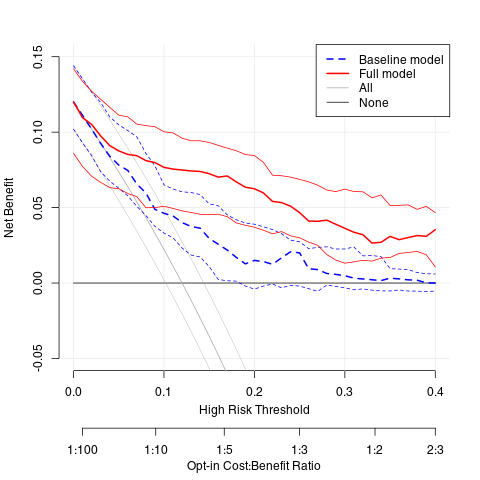 Baseline model
Full model
All
None
Net Benefit
0.15
0.10
0.05
0.00
-0.05
0.0 0.1 0.2 0.3 0.4
High Risk Threshold
1:100 1:10 1:5 1:3 1:2 2:3
Opt-in Cost:Benefit Ratio